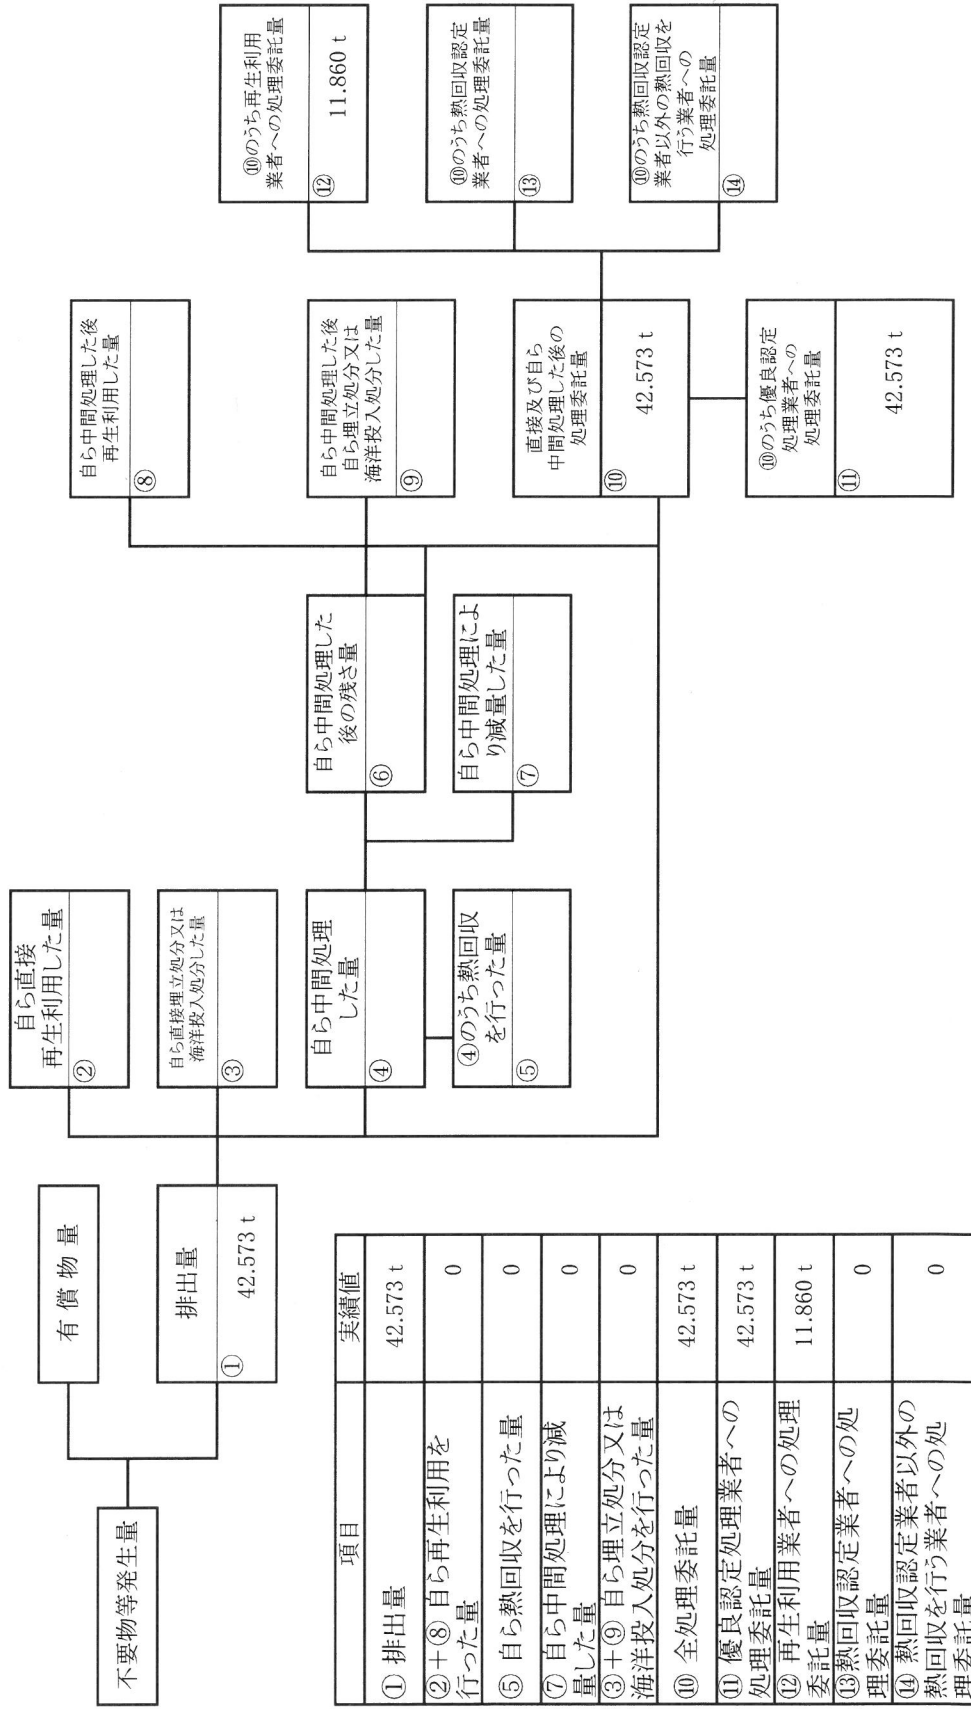 不要物等発生量
有償物量
排出量
①
42.573 t
自ら直接
再生利用した量
②
自ら直接埋立処分又は
海洋投入処分した量
③
自ら中間処理
した量
④
④のうち熱回収
を行った量
⑤
自ら中間処理した
後の残さ量
⑥
自ら中間処理によ
り減量した量
⑦
自ら中間処理した後
再生利用した量
⑧
自ら中間処理した後
自ら埋立処分又は
海洋投入処分した量
⑨
直接及び自ら
中間処理した後の
処理委託量
⑩
42.573 t
⑩のうち優良認定
処理業者への
処理委託量
⑪
42.573 t
⑩のうち再生利用
業者への処理委託量
⑫
11.860 t
⑩のうち熱回収認定
業者への処理委託量
⑬
⑩のうち熱回収認定
業者以外の熱回収を
行う業者への
処理委託量
⑭
項目
実績値
① 排出量
42.573 t
②+⑧ 自ら再生利用を
行った量
0
⑤ 自ら熱回収を行った量
0
⑦ 自ら中間処理により減
量した量
0
③+⑨ 自ら埋立処分又は
海洋投入処分を行った量
0
⑩ 全処理委託量
42.573 t
⑪ 優良認定処理業者への
処理委託量
42.573 t
⑫ 再生利用業者への処理
委託量
11.860 t
⑬熱回収認定業者への処
理委託量
0
⑭ 熱回収認定業者以外の
熱回収を行う業者への処
理委託量
0